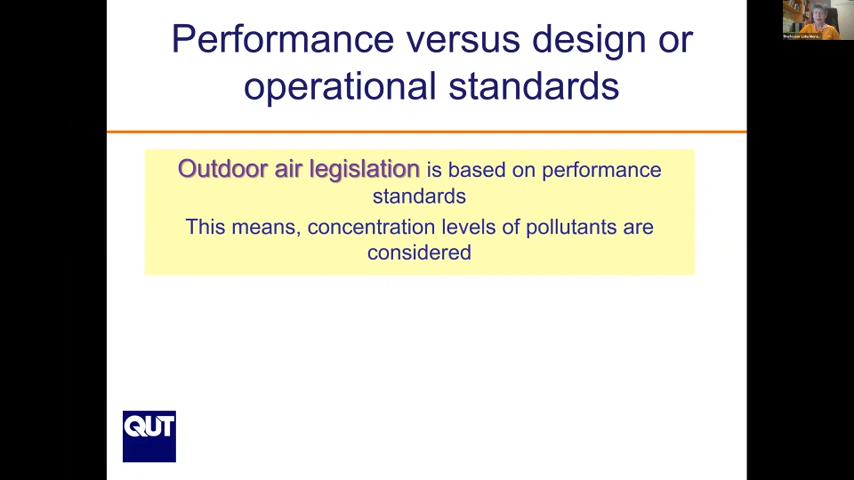 Performance versus design or
operational standards
Outdoor air legislation is based on performance
standards
This means, concentration levels of pollutants are
considered
QUT